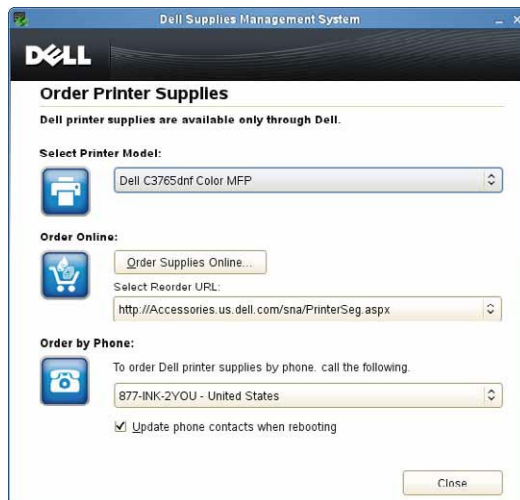 Dell Supplies Management System
DELL
Order Printer Supplies
Dell printer supplies are available only through Dell.
Select Printer Model:
Dell C3765dnf Color MFP
Order Online:
Order Supplies Online...
Select Reorder URL:
http://Accessories.us.dell.com/sna/PrinterSeg.aspx
Order by Phone:
To order Dell printer supplies by phone. call the following.
877-INK-2YOU - United States
Update phone contacts when rebooting
Close